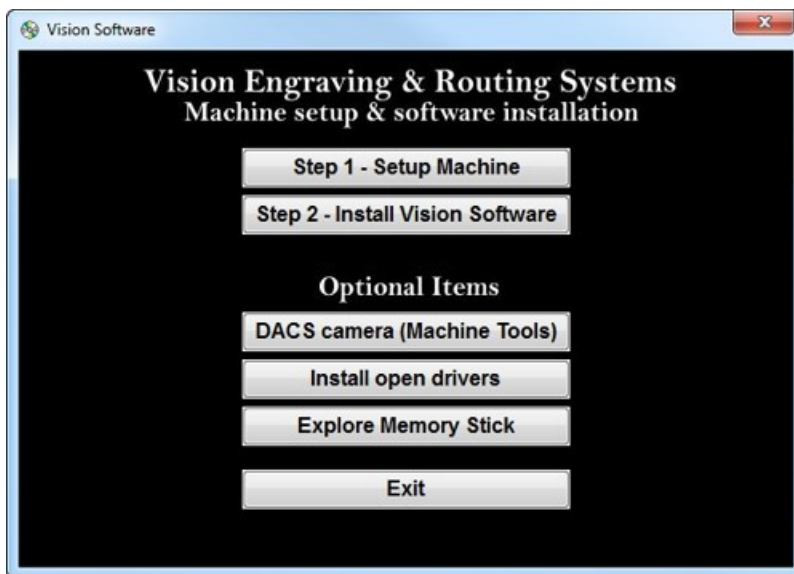 Vision Software
Vision Engraving & Routing Systems
Machine setup & software installation
Step 1 - Setup Machine
Step 2 - Install Vision Software
Optional Items
DACS camera (Machine Tools)
Install open drivers
Explore Memory Stick
Exit